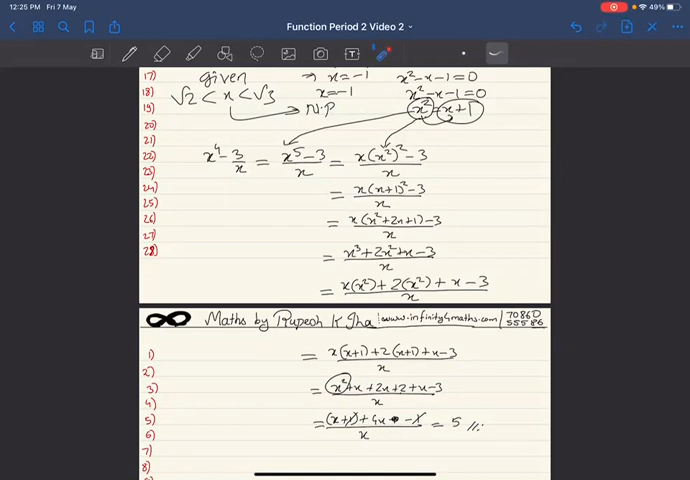 12:25 PM Fri 7 May
49%
Function Period 2 Video 2
17) given → x = -1 x² - x - 1 = 0
18) √2 < x < √3 x = -1 x² - x - 1 = 0
19) → N.P x² = x + 1
20)
21)
22) x⁴ - 3/x = (x⁵ - 3)/x = (x(x²)² - 3)/x
23)
24) = (x(x+1)² - 3)/x
25)
26) = (x(x² + 2x + 1) - 3)/x
27)
28) = (x³ + 2x² + x - 3)/x
= (x(x²) + 2(x²) + x - 3)/x
∞ Maths by Rupesh K Jha | www.infinity4maths.com | 70860 55586
1) = (x(x+1) + 2(x+1) + x - 3)/x
2)
3) = (x² + x + 2x + 2 + x - 3)/x
4)
5) = ((x + 1) + 4x - 1)/x = 5
6)
7)
8)